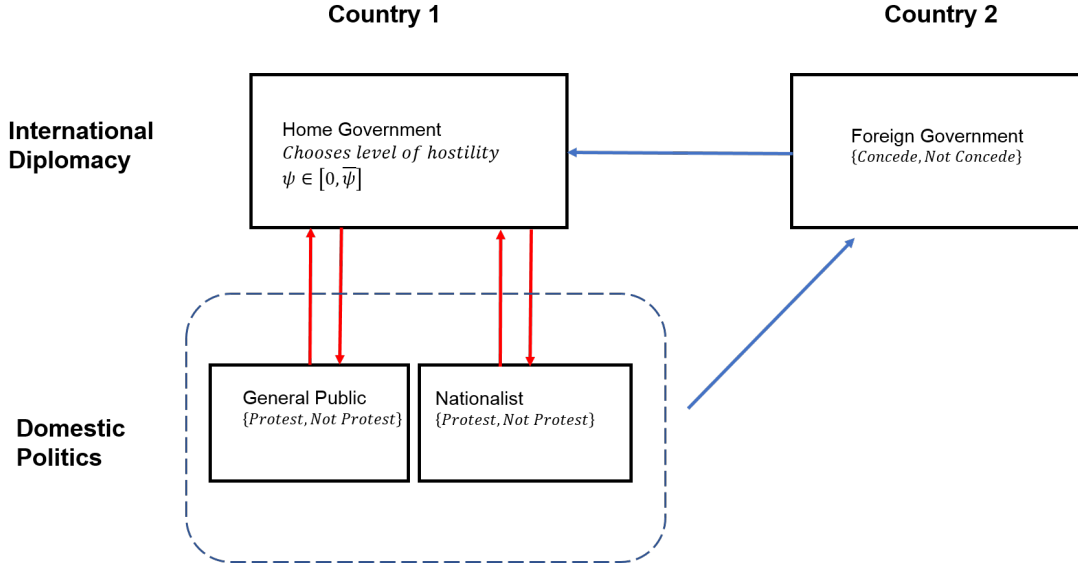 Country 1
Country 2
International
Diplomacy
Home Government
Chooses level of hostility
ψ ∈ [0, ψ̅]
Foreign Government
{Concede, Not Concede}
Domestic
Politics
General Public
{Protest, Not Protest}
Nationalist
{Protest, Not Protest}